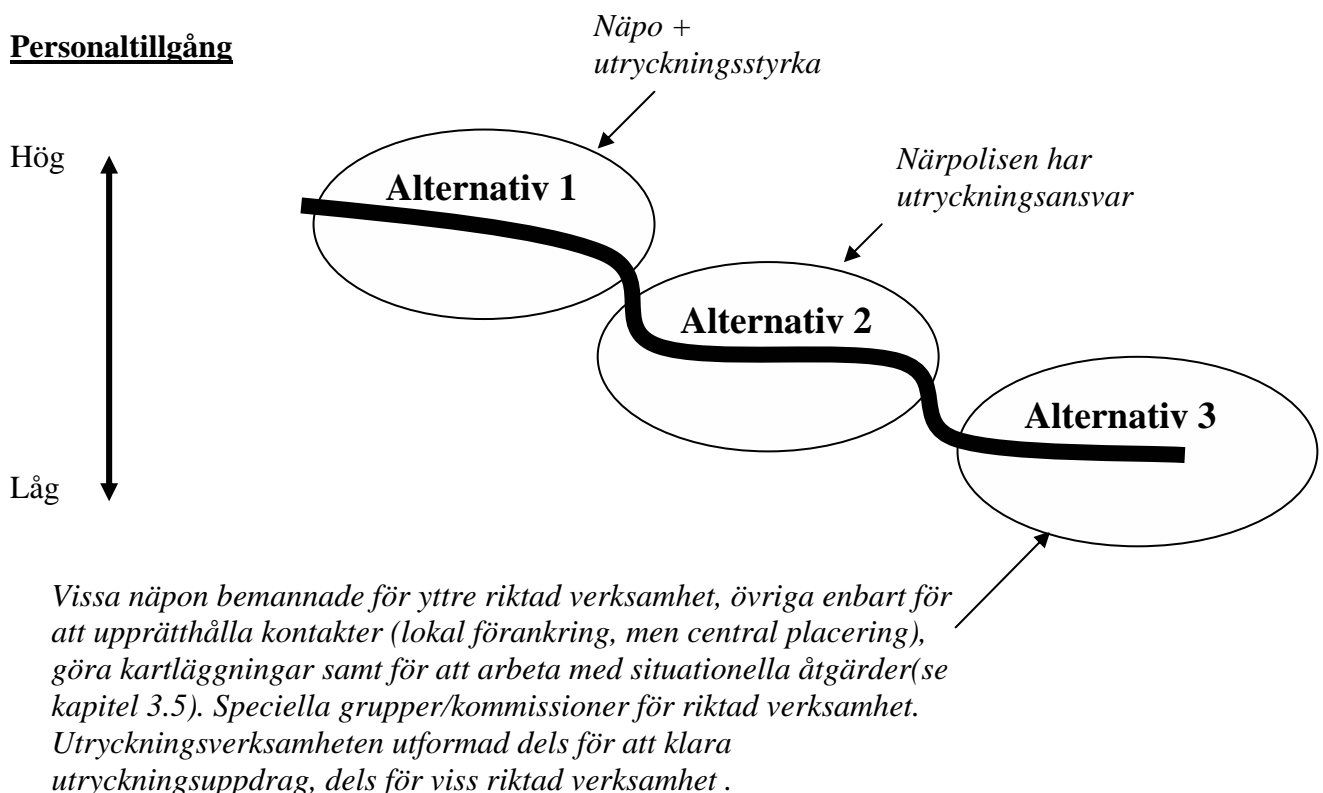 Näpo +
utryckningsstyrka
Personaltillgång
Hög
Närpolisen har
utryckningsansvar
Alternativ 1
Alternativ 2
Alternativ 3
Låg
Vissa näpon bemannade för yttre riktad verksamhet, övriga enbart för
att upprätthålla kontakter (lokal förankring, men central placering),
göra kartläggningar samt för att arbeta med situationella åtgärder(se
kapitel 3.5). Speciella grupper/kommissioner för riktad verksamhet.
Utryckningsverksamheten utformad dels för att klara
utryckningsuppdrag, dels för viss riktad verksamhet .